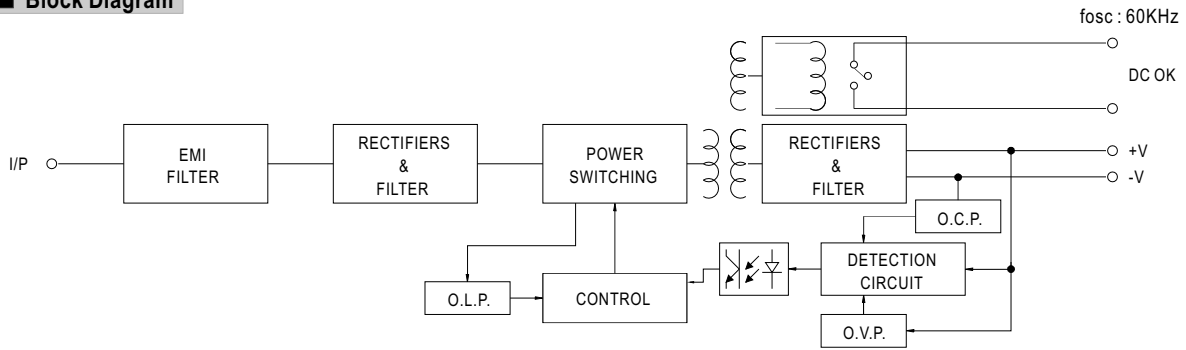 Block Diagram
fosc : 60KHz
DC OK
I/P
EMI
FILTER
RECTIFIERS
&
FILTER
POWER
SWITCHING
RECTIFIERS
&
FILTER
+V
-V
O.C.P.
DETECTION
CIRCUIT
O.L.P.
CONTROL
O.V.P.